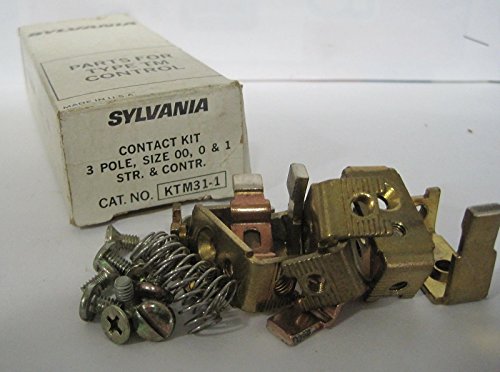 SYLVANIA
PARTS FOR
TYPE TM
CONTROL
MADE IN U.S.A.
SYLVANIA
CONTACT KIT
3 POLE, SIZE 00, 0 & 1
STR. & CONTR.
CAT. NO. KTM31-1